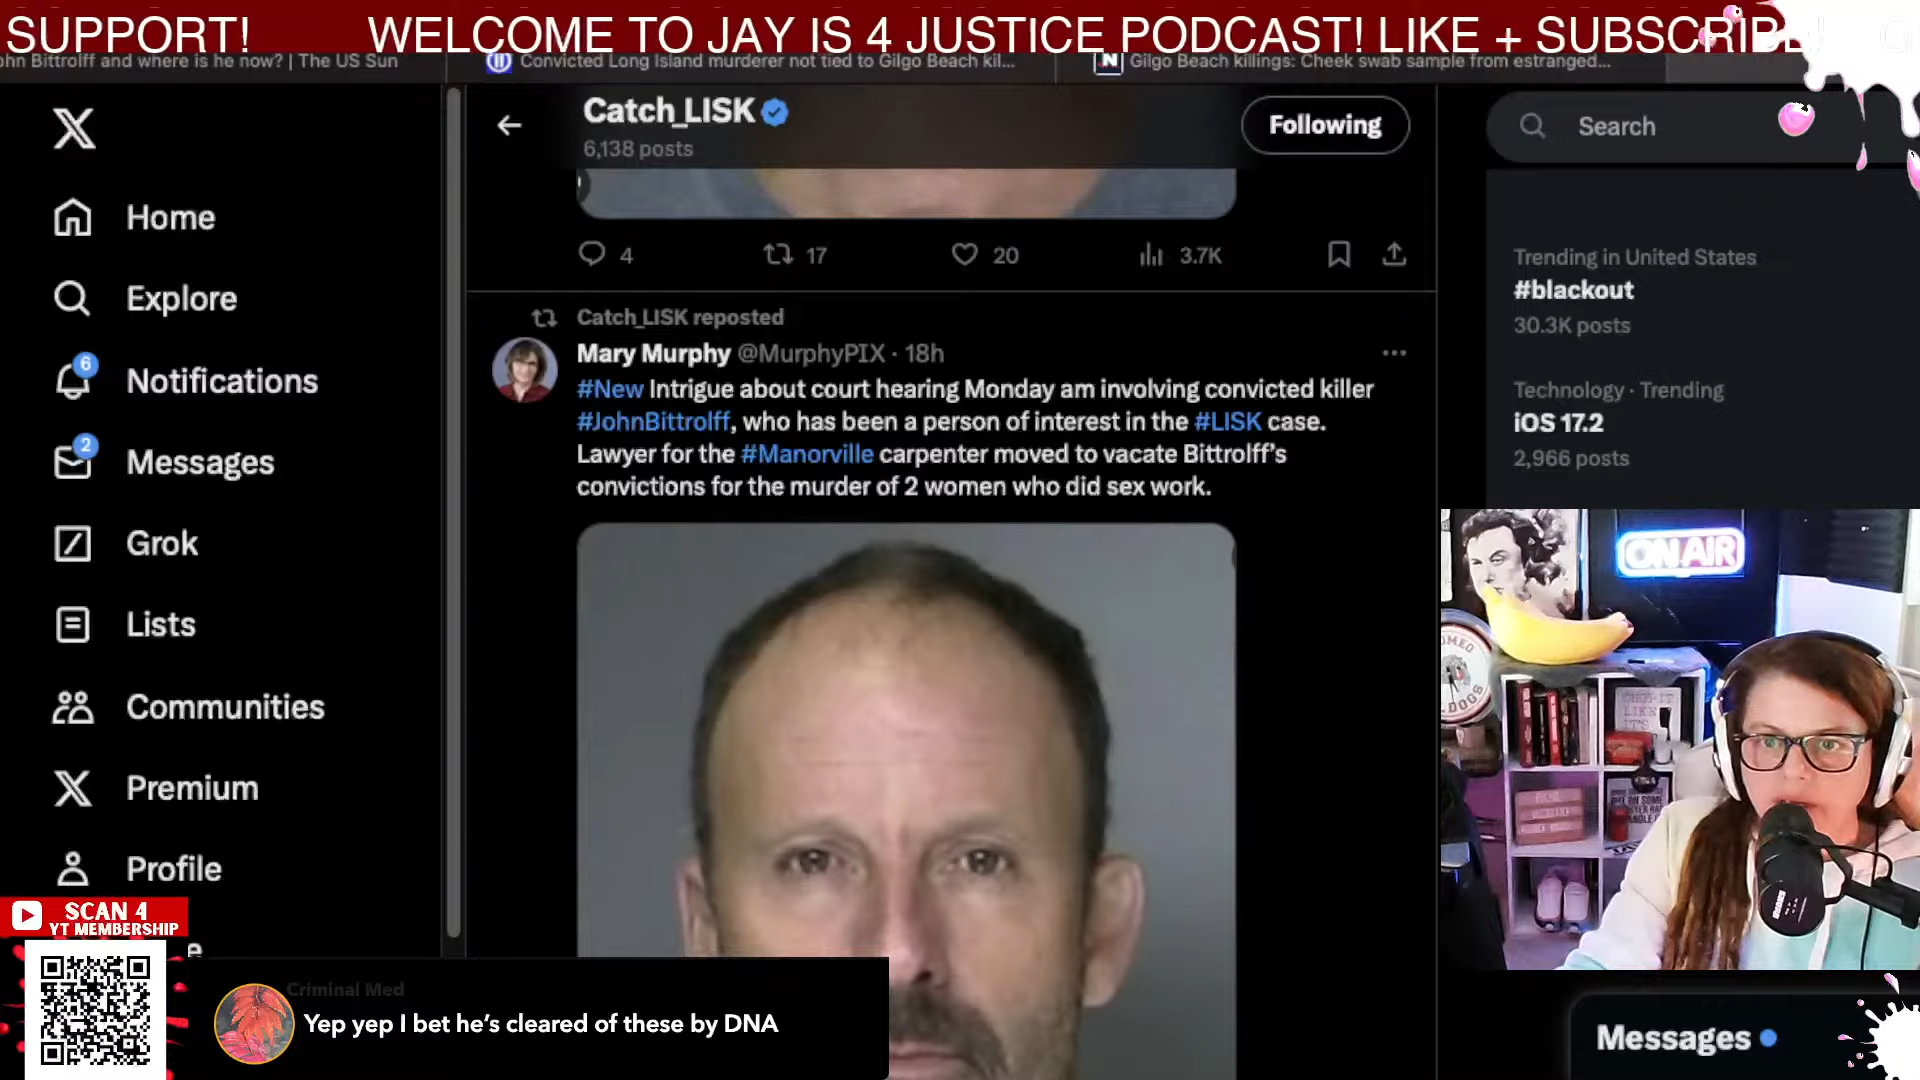 SUPPORT!
WELCOME TO JAY IS 4 JUSTICE PODCAST! LIKE + SUBSCRIBE!
ohn Bittrolff and where is he now? | The US Sun
Convicted Long Island murderer not tied to Gilgo Beach kil...
N Gilgo Beach killings: Cheek swab sample from estranged...
Catch_LISK
6,138 posts
Following
Search
Home
Explore
6
Notifications
2
Messages
Grok
Lists
Communities
Premium
Profile
4
17
20
3.7K
Catch_LISK reposted
Mary Murphy @MurphyPIX · 18h
#New Intrigue about court hearing Monday am involving convicted killer
#JohnBittrolff, who has been a person of interest in the #LISK case.
Lawyer for the #Manorville carpenter moved to vacate Bittrolff's
convictions for the murder of 2 women who did sex work.
Trending in United States
#blackout
30.3K posts
Technology · Trending
iOS 17.2
2,966 posts
ON AIR
SCAN 4
YT MEMBERSHIP
e
Criminal Med
Yep yep I bet he's cleared of these by DNA
Messages